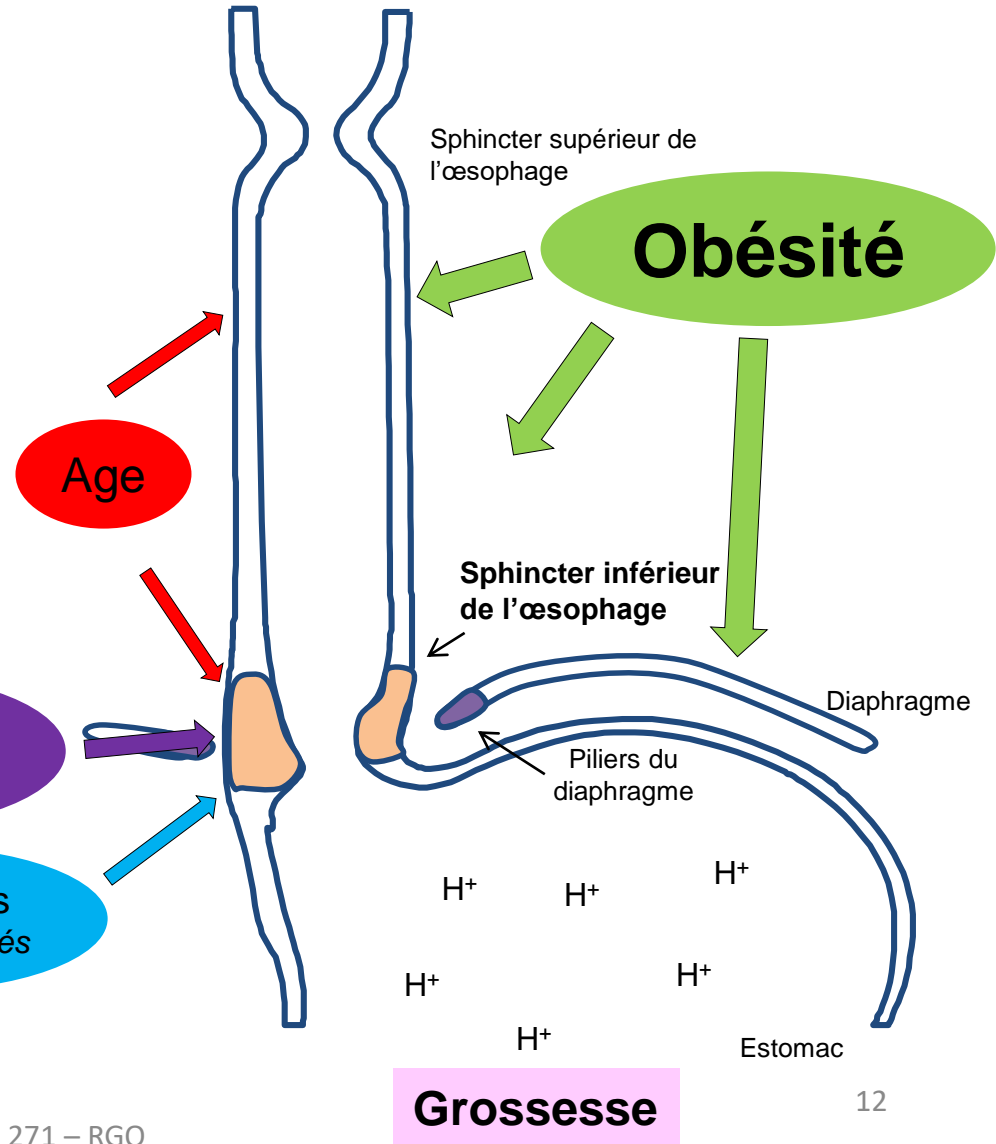 Sphincter supérieur de
l'œsophage
Obésité
Age
Sphincter inférieur
de l'œsophage
Diaphragme
Piliers du
diaphragme
s
és
H⁺
H⁺
H⁺
H⁺
H⁺
H⁺
Estomac
Grossesse
12
271 – RGO